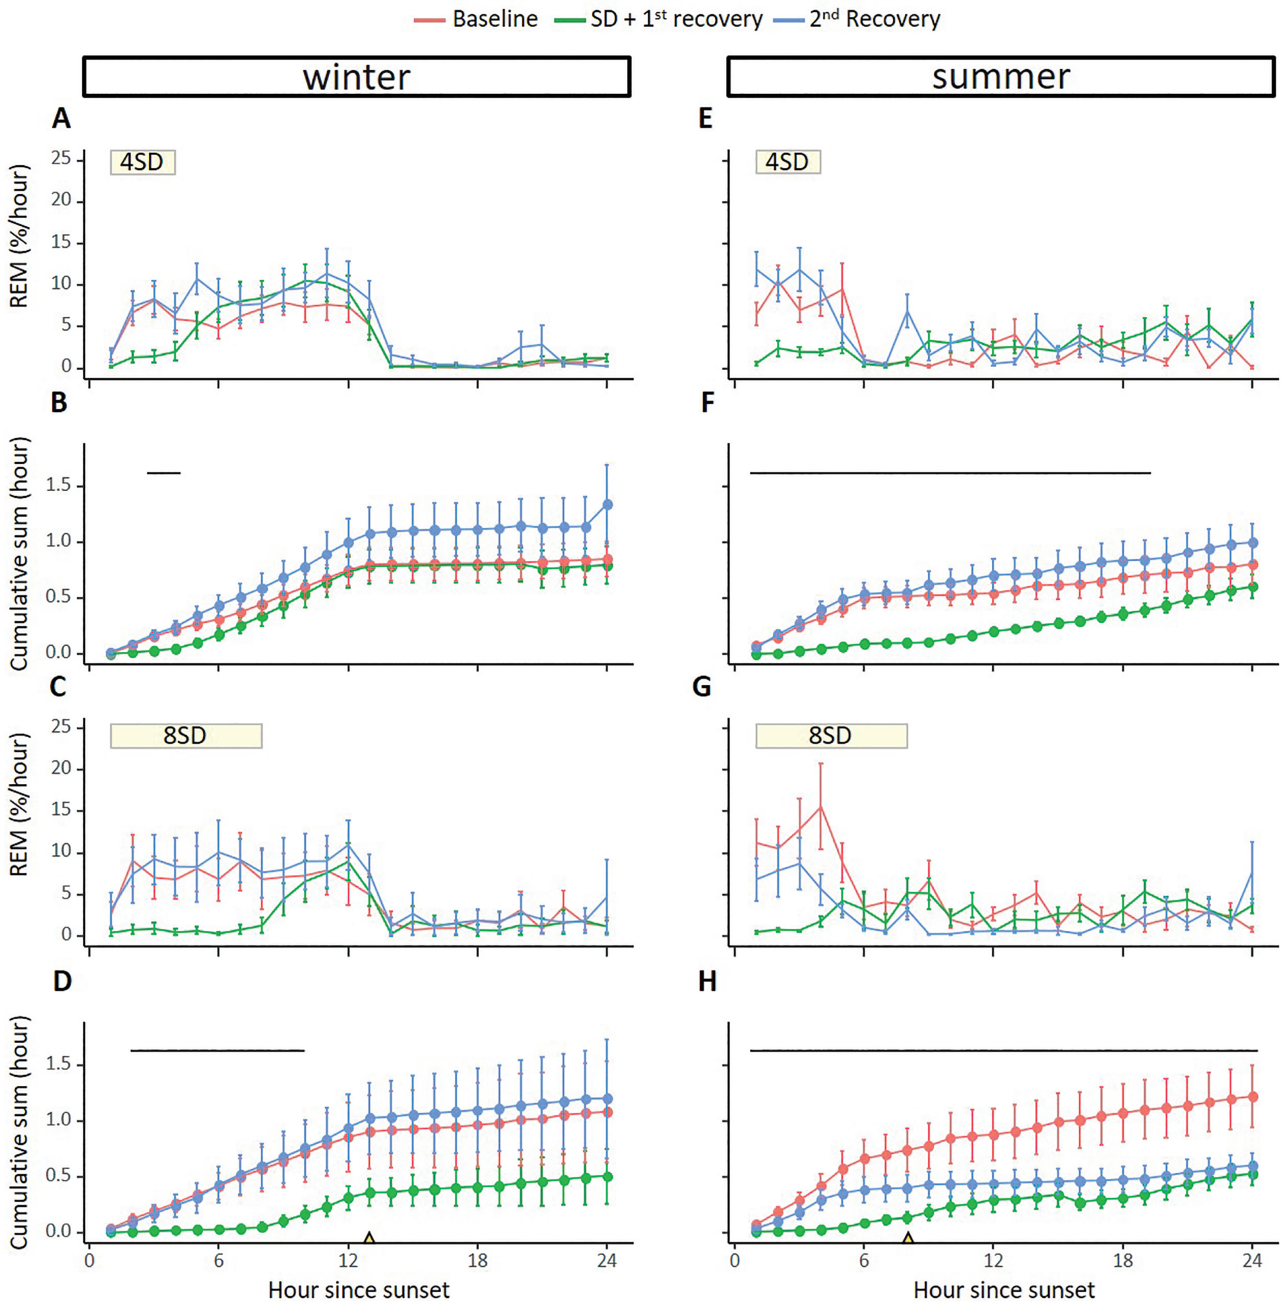 Baseline SD + 1st recovery 2nd Recovery
winter summer
A E
REM (%/hour)
25
20
15
10
5
0
4SD 4SD
B F
Cumulative sum (hour)
1.5
1.0
0.5
0.0
C G
REM (%/hour)
25
20
15
10
5
0
8SD 8SD
D H
Cumulative sum (hour)
1.5
1.0
0.5
0.0
0 6 12 18 24 0 6 12 18 24
Hour since sunset Hour since sunset